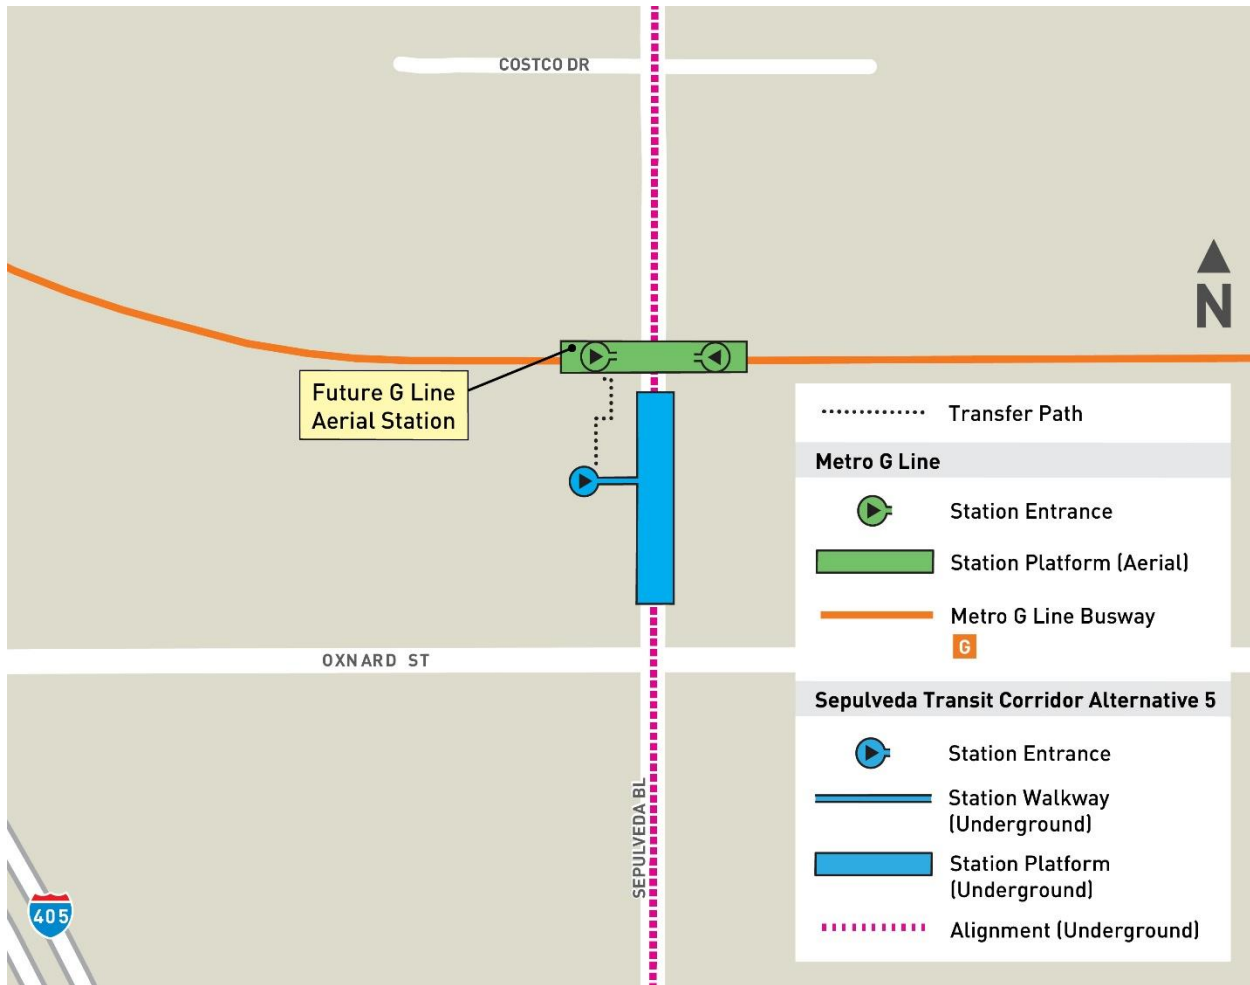 COSTCO DR
N
Future G Line
Aerial Station
OXNARD ST
SEPULVEDA BL
405
Transfer Path
Metro G Line
Station Entrance
Station Platform (Aerial)
Metro G Line Busway
G
Sepulveda Transit Corridor Alternative 5
Station Entrance
Station Walkway
(Underground)
Station Platform
(Underground)
Alignment (Underground)